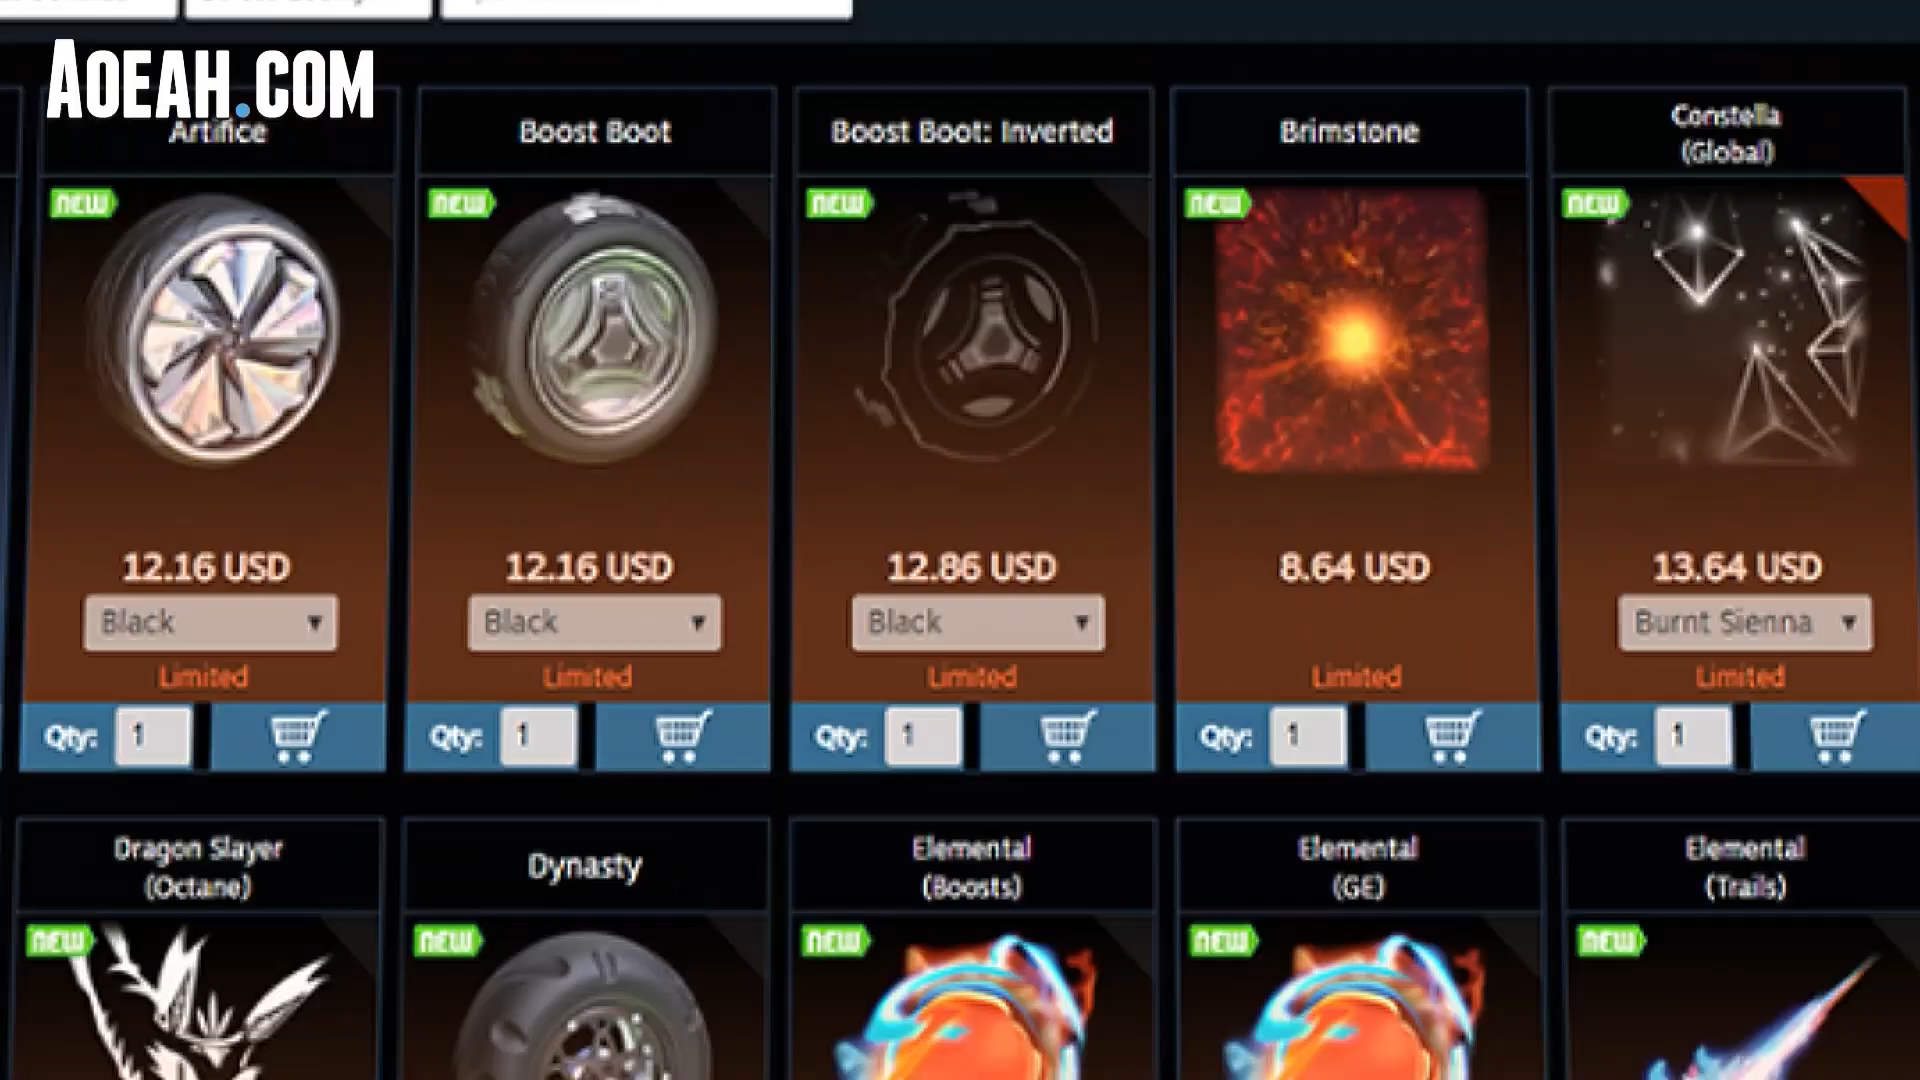 AOEAH.COM
Artifice
Boost Boot
Boost Boot: Inverted
Brimstone
Constella
(Global)
NEW
NEW
NEW
NEW
NEW
12.16 USD
12.16 USD
12.86 USD
8.64 USD
13.64 USD
Black
Black
Black
Burnt Sienna
Limited
Limited
Limited
Limited
Limited
Qty: 1
Qty: 1
Qty: 1
Qty: 1
Qty: 1
Dragon Slayer
(Octane)
Dynasty
Elemental
(Boosts)
Elemental
(GE)
Elemental
(Trails)
NEW
NEW
NEW
NEW
NEW